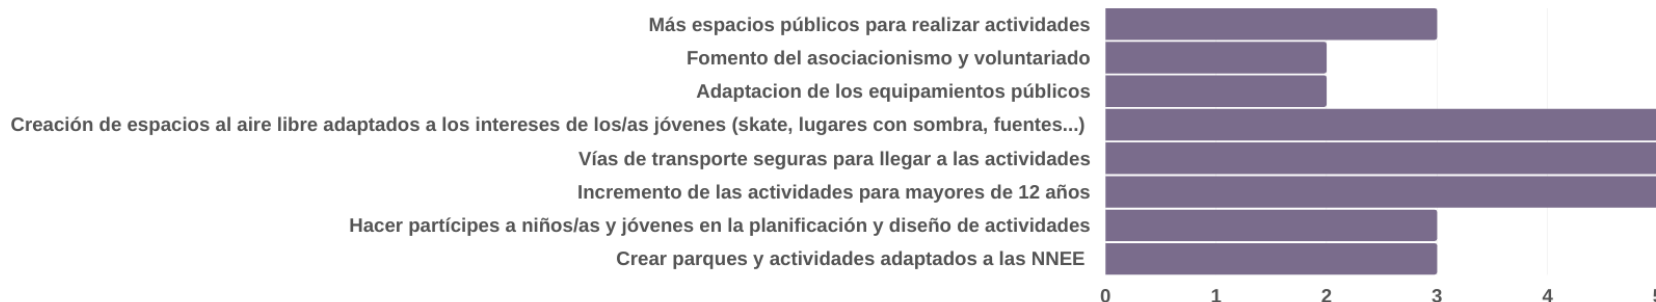 Más espacios públicos para realizar actividades
Fomento del asociacionismo y voluntariado
Adaptacion de los equipamientos públicos
Creación de espacios al aire libre adaptados a los intereses de los/as jóvenes (skate, lugares con sombra, fuentes...)
Vías de transporte seguras para llegar a las actividades
Incremento de las actividades para mayores de 12 años
Hacer partícipes a niños/as y jóvenes en la planificación y diseño de actividades
Crear parques y actividades adaptados a las NNEE
0 1 2 3 4 5